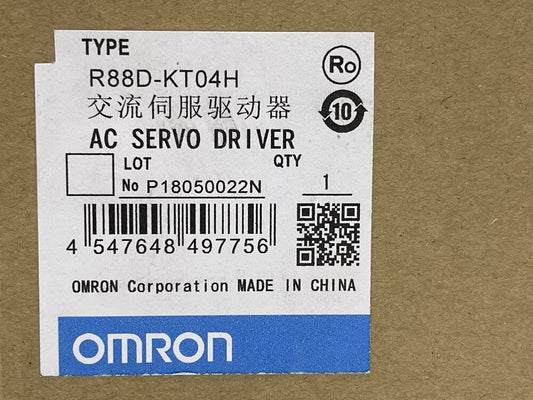 TYPE
R88D-KT04H
Ro
交流伺服驱动器
10
AC SERVO DRIVER
LOT QTY
No P18050022N 1
4 547648 497756
OMRON Corporation MADE IN CHINA
OMRON